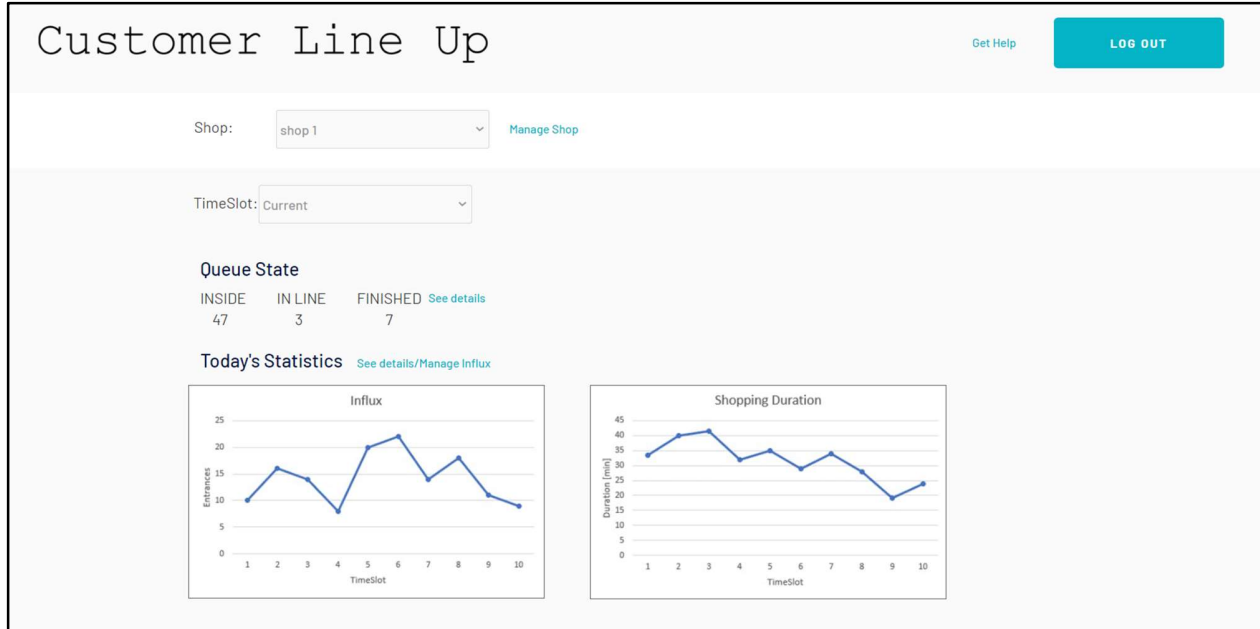 Customer Line Up
Get Help
LOG OUT
Shop:
shop 1
Manage Shop
TimeSlot:
Current
Queue State
INSIDE IN LINE FINISHED See details
47 3 7
Today's Statistics See details/Manage Influx
Influx
25
20
15
10
5
0
Entrances
1 2 3 4 5 6 7 8 9 10
TimeSlot
Shopping Duration
45
40
35
30
25
20
15
10
5
0
Duration [min]
1 2 3 4 5 6 7 8 9 10
TimeSlot